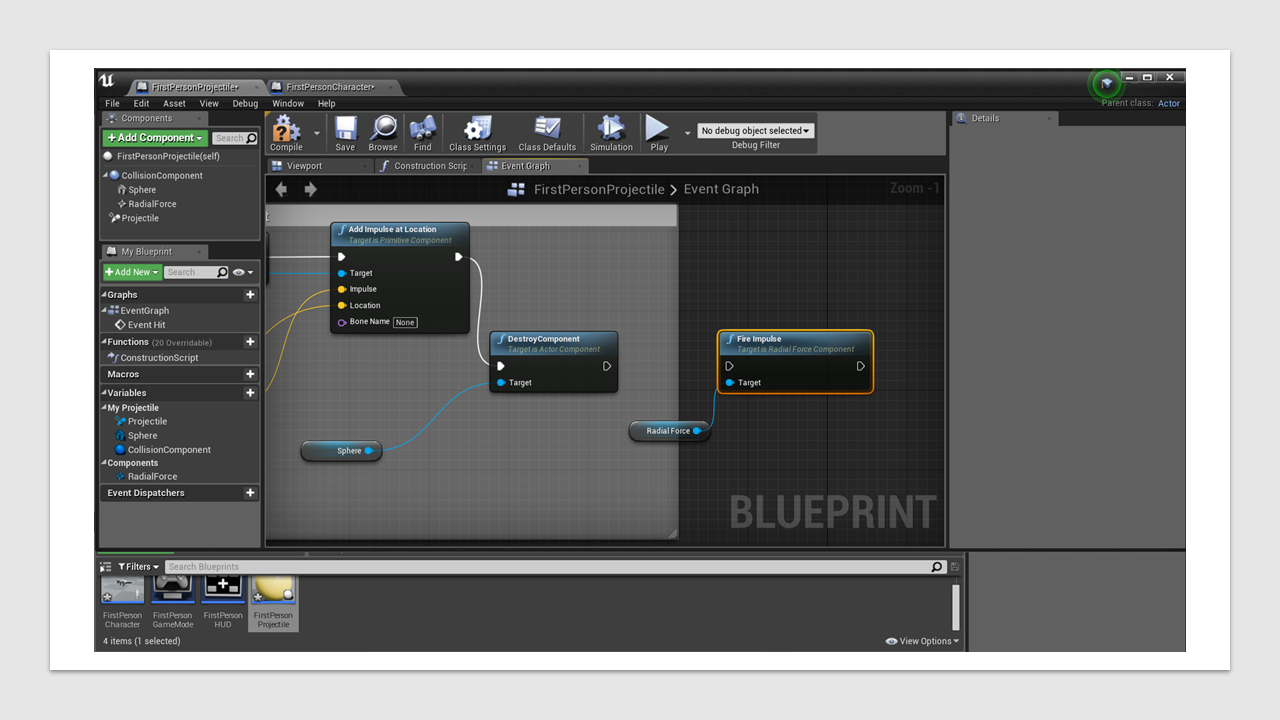 FirstPersonProjectile*
FirstPersonCharacter*
File Edit Asset View Debug Window Help
Parent class: Actor
Components
+ Add Component
Search
FirstPersonProjectile(self)
CollisionComponent
Sphere
RadialForce
Projectile
My Blueprint
+ Add New
Search
Graphs
EventGraph
Event Hit
Functions (20 Overridable)
ConstructionScript
Macros
Variables
My Projectile
Projectile
Sphere
CollisionComponent
Components
RadialForce
Event Dispatchers
Compile
Save
Browse
Find
Class Settings
Class Defaults
Simulation
Play
No debug object selected
Debug Filter
Viewport
Construction Scrip
Event Graph
FirstPersonProjectile > Event Graph
Zoom -1
t
Add Impulse at Location
Target is Primitive Component
Target
Impulse
Location
Bone Name None
DestroyComponent
Target is Actor Component
Target
Sphere
Fire Impulse
Target is Radial Force Component
Target
Radial Force
BLUEPRINT
Details
Filters
Search Blueprints
FirstPerson
Character
FirstPerson
GameMode
FirstPerson
HUD
FirstPerson
Projectile
4 items (1 selected)
View Options